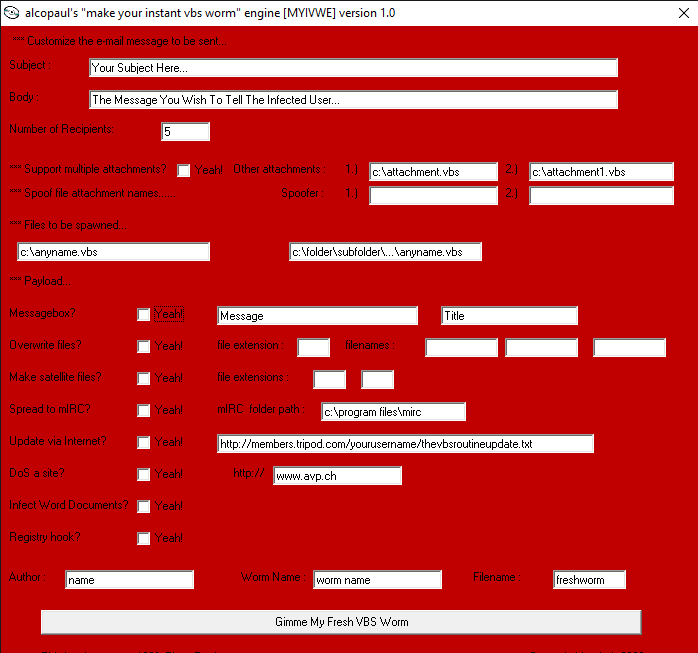 alcopaul's "make your instant vbs worm" engine [MYIVWE] version 1.0
*** Customize the e-mail message to be sent...
Subject : Your Subject Here...
Body : The Message You Wish To Tell The Infected User...
Number of Recipients: 5
*** Support multiple attachments? Yeah! Other attachments : 1.) c:\attachment.vbs 2.) c:\attachment1.vbs
*** Spoof file attachment names...... Spoofer : 1.) 2.)
*** Files to be spawned...
c:\anyname.vbs c:\folder\subfolder\...\anyname.vbs
*** Payload...
Messagebox? Yeah! Message Title
Overwrite files? Yeah! file extension : filenames :
Make satellite files? Yeah! file extensions :
Spread to mIRC? Yeah! mIRC folder path : c:\program files\mirc
Update via Internet? Yeah! http://members.tripod.com/yourusername/thevbsroutineupdate.txt
DoS a site? Yeah! http:// www.avp.ch
Infect Word Documents? Yeah!
Registry hook? Yeah!
Author : name Worm Name : worm name Filename : freshworm
Gimme My Fresh VBS Worm